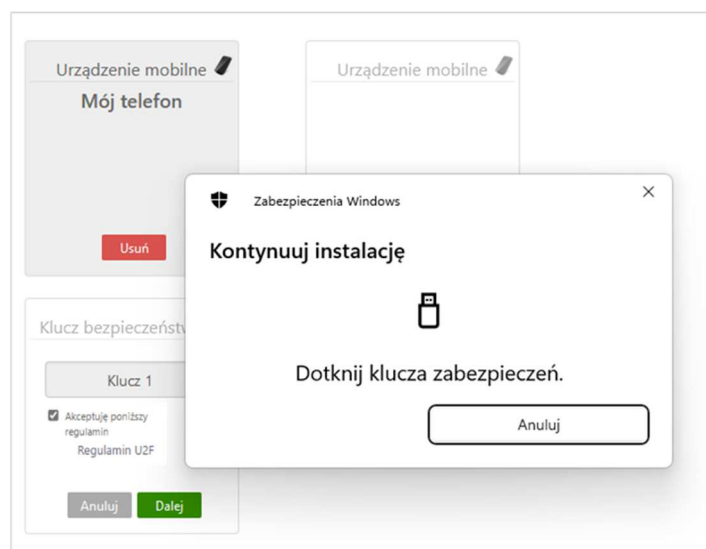 Urządzenie mobilne
Mój telefon
Usuń
Urządzenie mobilne
Klucz
Klucz 1
Akceptuję poniższy
regulamin
Regulamin U2F
Anuluj
Dalej
Zabezpieczenia Windows
Kontynuuj instalację
Dotknij klucza zabezpieczeń.
Anuluj